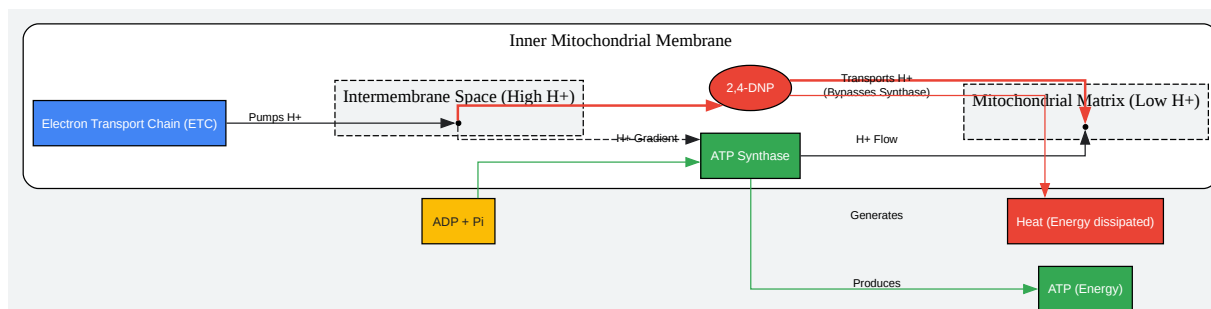 Inner Mitochondrial Membrane
2,4-DNP
Transports H+
(Bypasses Synthase)
Intermembrane Space (High H+)
Mitochondrial Matrix (Low H+)
Electron Transport Chain (ETC)
Pumps H+
H+ Gradient
ATP Synthase
H+ Flow
ADP + Pi
Generates
Heat (Energy dissipated)
Produces
ATP (Energy)